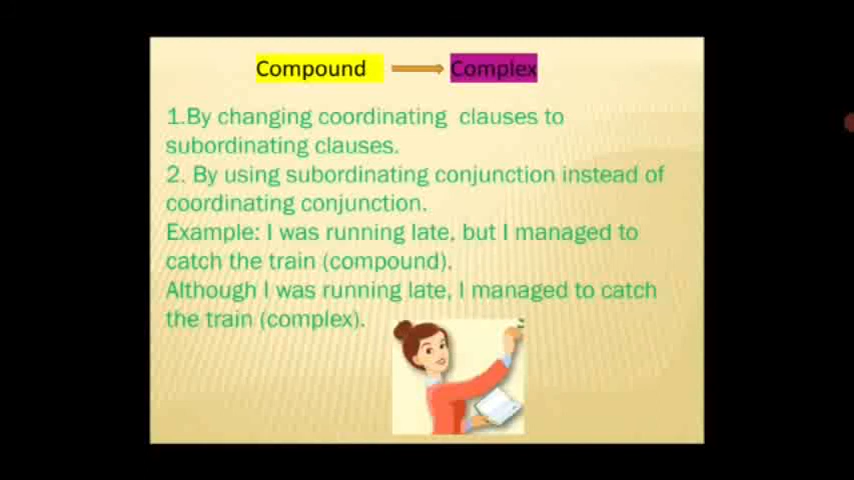 Compound Complex
1.By changing coordinating clauses to
subordinating clauses.
2. By using subordinating conjunction instead of
coordinating conjunction.
Example: I was running late, but I managed to
catch the train (compound).
Although I was running late, I managed to catch
the train (complex).